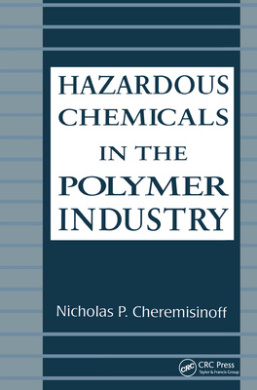 HAZARDOUS
CHEMICALS
IN THE
POLYMER
INDUSTRY
Nicholas P. Cheremisinoff
CRC Press
Taylor & Francis Group